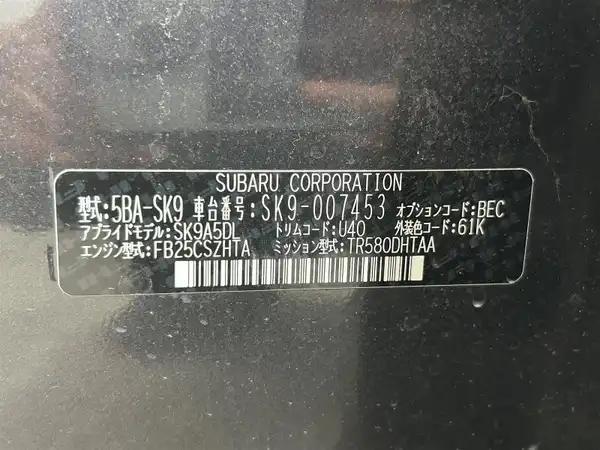 SUBARU CORPORATION
型式:5BA-SK9 車台番号:SK9-007453 オプションコード:BEC
アプライドモデル:SK9A5DL トリムコード:U40 外装色コード:61K
エンジン型式:FB25CSZHTA ミッション型式:TR580DHTAA